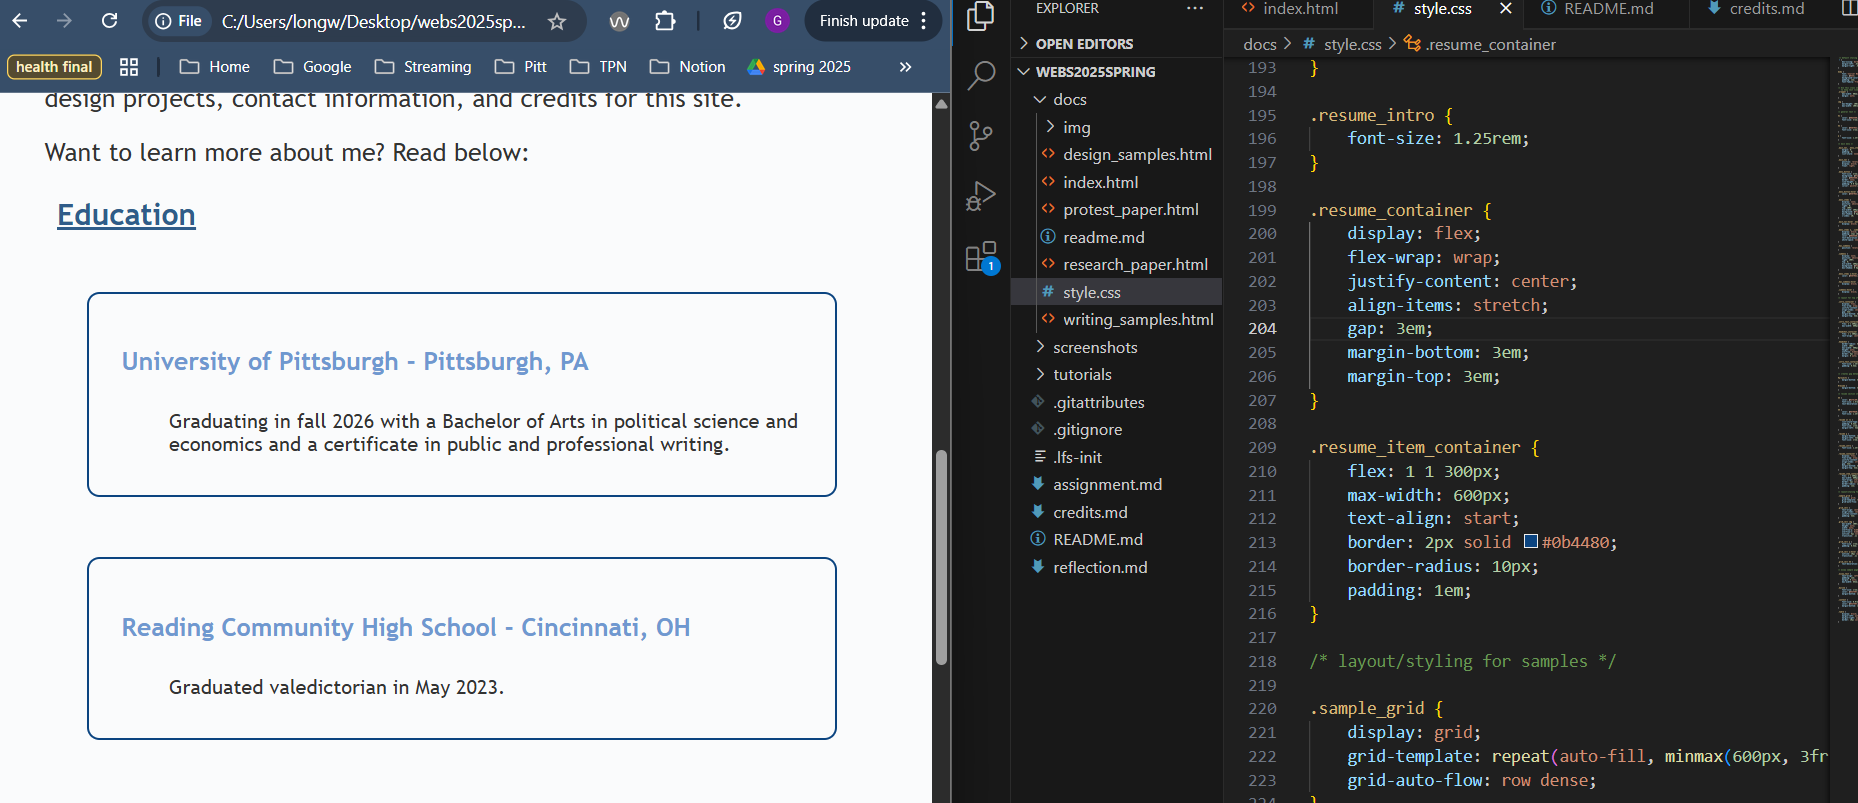 File
C:/Users/longw/Desktop/webs2025sp...
G
Finish update
health final
Home
Google
Streaming
Pitt
TPN
Notion
spring 2025
»
design projects, contact information, and credits for this site.
Want to learn more about me? Read below:
Education
University of Pittsburgh - Pittsburgh, PA
Graduating in fall 2026 with a Bachelor of Arts in political science and
economics and a certificate in public and professional writing.
Reading Community High School - Cincinnati, OH
Graduated valedictorian in May 2023.
1
EXPLORER
OPEN EDITORS
WEBS2025SPRING
docs
img
design_samples.html
index.html
protest_paper.html
readme.md
research_paper.html
style.css
writing_samples.html
screenshots
tutorials
.gitattributes
.gitignore
.lfs-init
assignment.md
credits.md
README.md
reflection.md
index.html
# style.css
README.md
credits.md
docs > # style.css > .resume_container
193 }
194
195 .resume_intro {
196 font-size: 1.25rem;
197 }
198
199 .resume_container {
200 display: flex;
201 flex-wrap: wrap;
202 justify-content: center;
203 align-items: stretch;
204 gap: 3em;
205 margin-bottom: 3em;
206 margin-top: 3em;
207 }
208
209 .resume_item_container {
210 flex: 1 1 300px;
211 max-width: 600px;
212 text-align: start;
213 border: 2px solid #0b4480;
214 border-radius: 10px;
215 padding: 1em;
216 }
217
218 /* layout/styling for samples */
219
220 .sample_grid {
221 display: grid;
222 grid-template: repeat(auto-fill, minmax(600px, 3fr
223 grid-auto-flow: row dense;